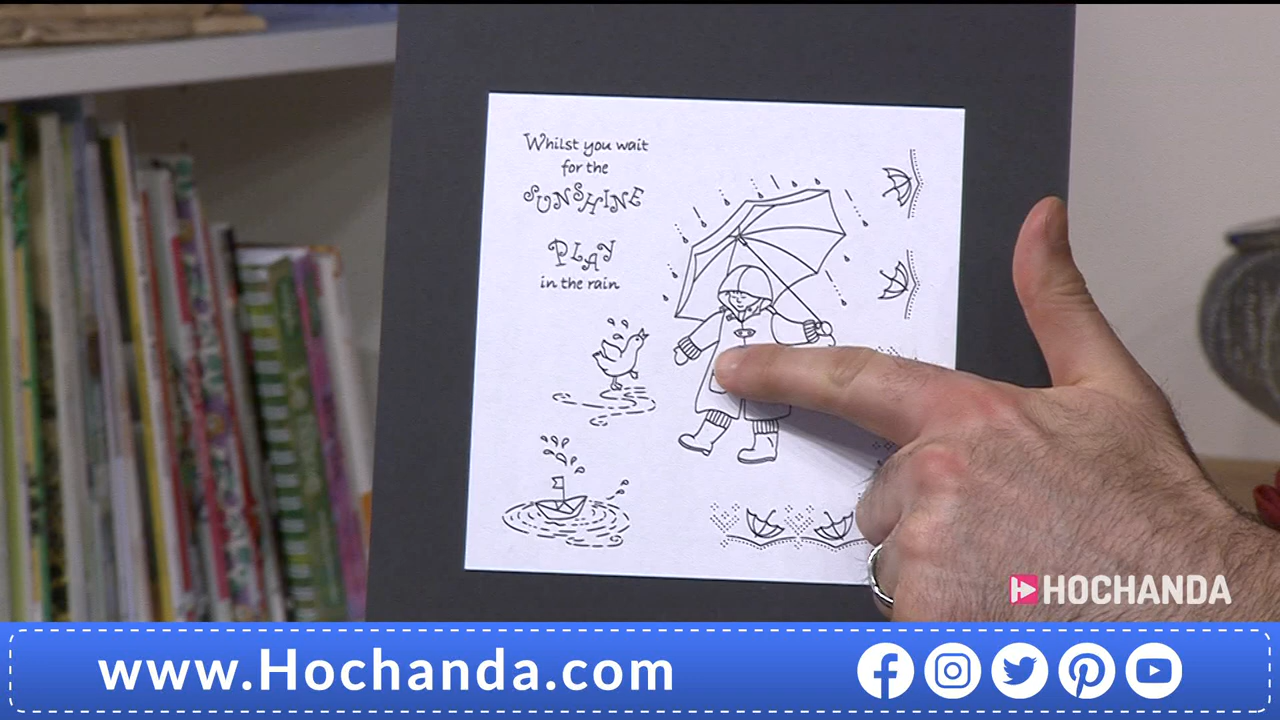 Whilst you wait
for the
SUNSHINE
PLAY
in the rain
HOCHANDA
www.Hochanda.com